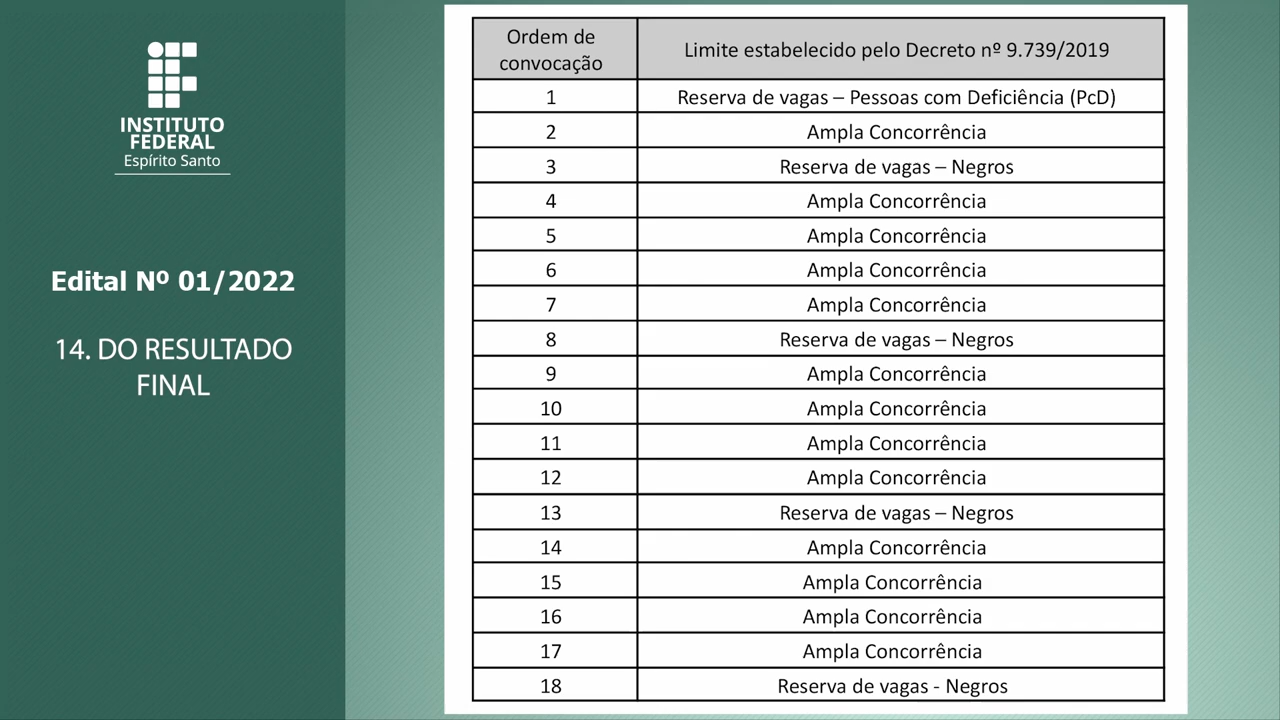 INSTITUTO
FEDERAL
Espírito Santo
Edital Nº 01/2022
14. DO RESULTADO
FINAL
Ordem de
convocação
Limite estabelecido pelo Decreto nº 9.739/2019
1 Reserva de vagas – Pessoas com Deficiência (PcD)
2 Ampla Concorrência
3 Reserva de vagas – Negros
4 Ampla Concorrência
5 Ampla Concorrência
6 Ampla Concorrência
7 Ampla Concorrência
8 Reserva de vagas – Negros
9 Ampla Concorrência
10 Ampla Concorrência
11 Ampla Concorrência
12 Ampla Concorrência
13 Reserva de vagas – Negros
14 Ampla Concorrência
15 Ampla Concorrência
16 Ampla Concorrência
17 Ampla Concorrência
18 Reserva de vagas - Negros